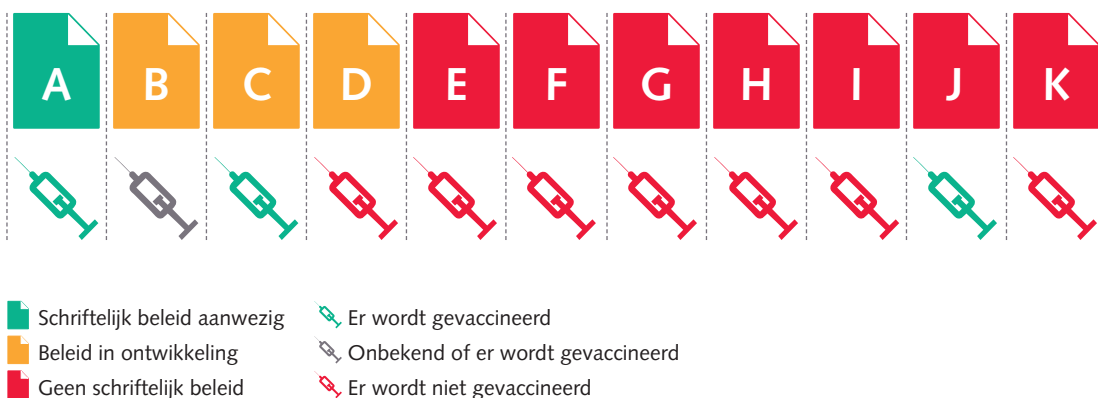 A B C D E F G H I J K
Schriftelijk beleid aanwezig
Beleid in ontwikkeling
Geen schriftelijk beleid
Er wordt gevaccineerd
Onbekend of er wordt gevaccineerd
Er wordt niet gevaccineerd